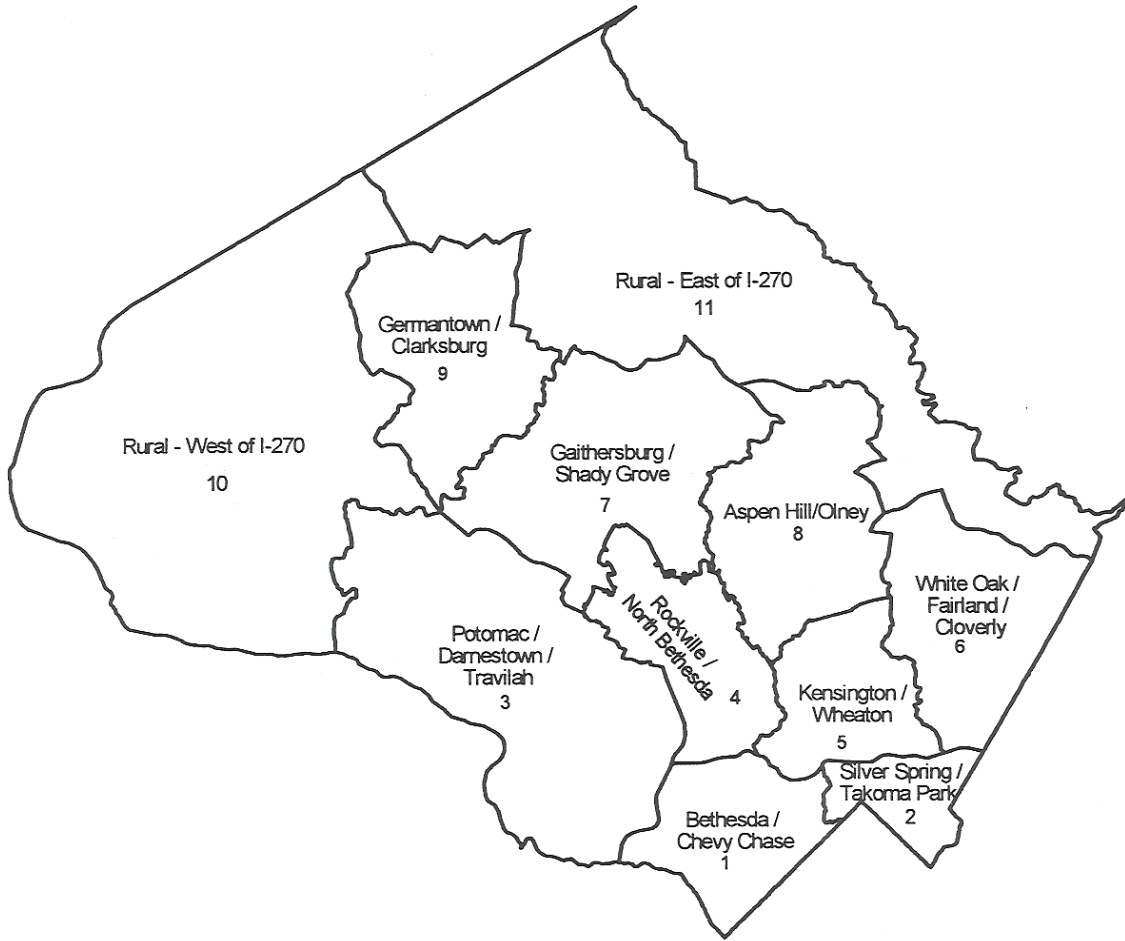 Rural - East of I-270
11
Germantown /
Clarksburg
9
Rural - West of I-270
10
Gaithersburg /
Shady Grove
7
Aspen Hill/Olney
8
White Oak /
Fairland /
Cloverly
6
Rockville /
North Bethesda
4
Potomac /
Darnestown /
Travilah
3
Kensington /
Wheaton
5
Silver Spring /
Takoma Park
2
Bethesda /
Chevy Chase
1